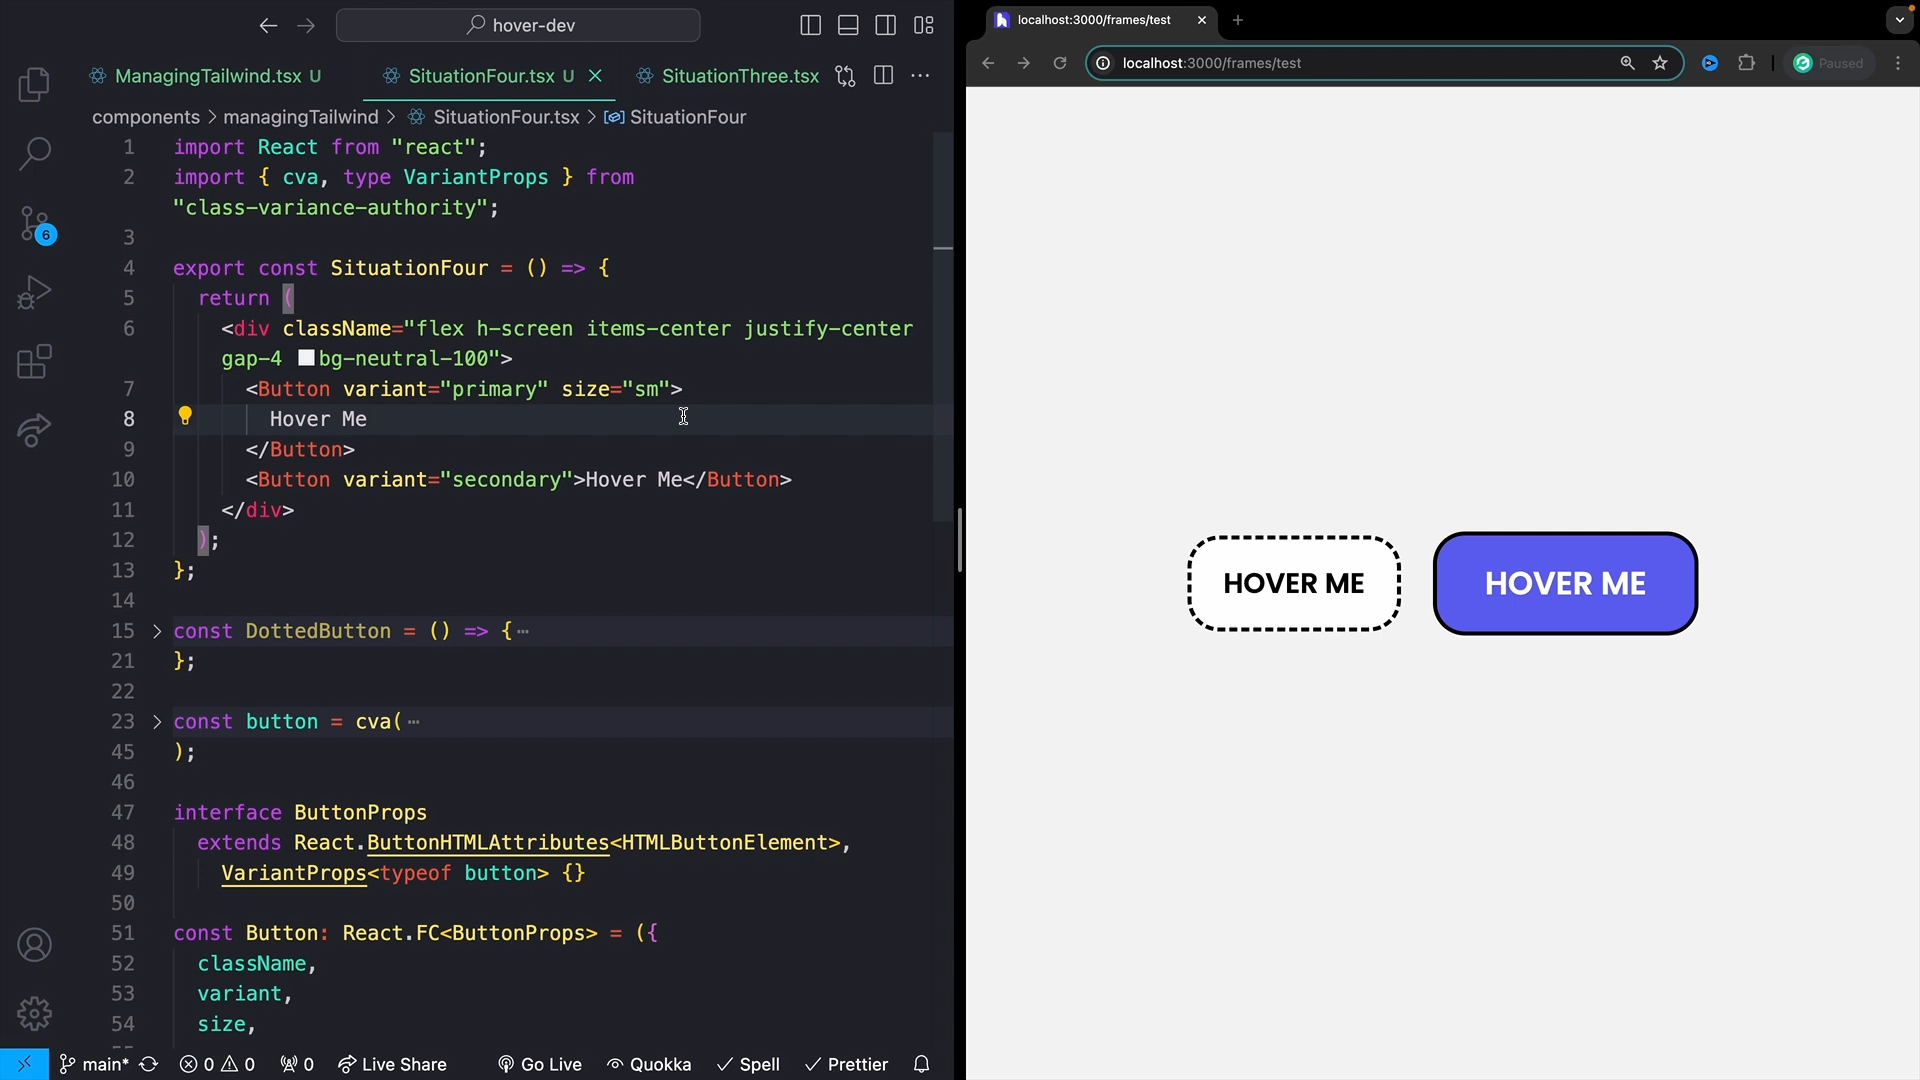 hover-dev
ManagingTailwind.tsx U
SituationFour.tsx U
SituationThree.tsx
components > managingTailwind > SituationFour.tsx > SituationFour
1 import React from "react";
2 import { cva, type VariantProps } from
"class-variance-authority";
3
4 export const SituationFour = () => {
5 return (
6 <div className="flex h-screen items-center justify-center
gap-4 bg-neutral-100">
7 <Button variant="primary" size="sm">
8 Hover Me
9 </Button>
10 <Button variant="secondary">Hover Me</Button>
11 </div>
12 );
13 };
14
15 const DottedButton = () => { ⋯
21 };
22
23 const button = cva( ⋯
45 );
46
47 interface ButtonProps
48 extends React.ButtonHTMLAttributes<HTMLButtonElement>,
49 VariantProps<typeof button> {}
50
51 const Button: React.FC<ButtonProps> = ({
52 className,
53 variant,
54 size,
6
main* 0 0 0 Live Share Go Live Quokka Spell Prettier
localhost:3000/frames/test
localhost:3000/frames/test
Paused
HOVER ME
HOVER ME